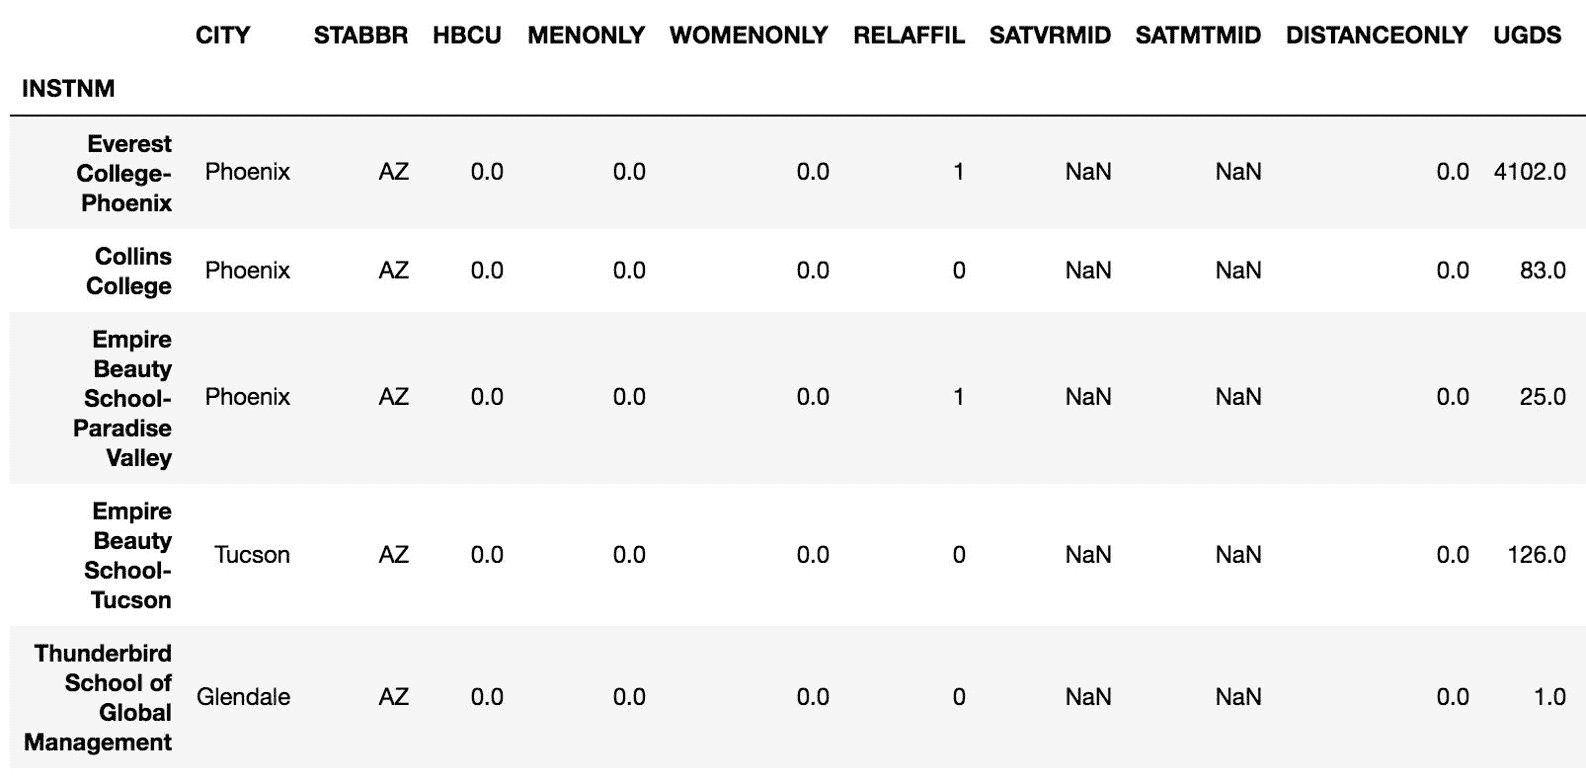 CITY STABBR HBCU MENONLY WOMENONLY RELAFFIL SATVRMID SATMTMID DISTANCEONLY UGDS
INSTNM
Everest
College-
Phoenix
Phoenix AZ 0.0 0.0 0.0 1 NaN NaN 0.0 4102.0
Collins
College
Phoenix AZ 0.0 0.0 0.0 0 NaN NaN 0.0 83.0
Empire
Beauty
School-
Paradise
Valley
Phoenix AZ 0.0 0.0 0.0 1 NaN NaN 0.0 25.0
Empire
Beauty
School-
Tucson
Tucson AZ 0.0 0.0 0.0 0 NaN NaN 0.0 126.0
Thunderbird
School of
Global
Management
Glendale AZ 0.0 0.0 0.0 0 NaN NaN 0.0 1.0